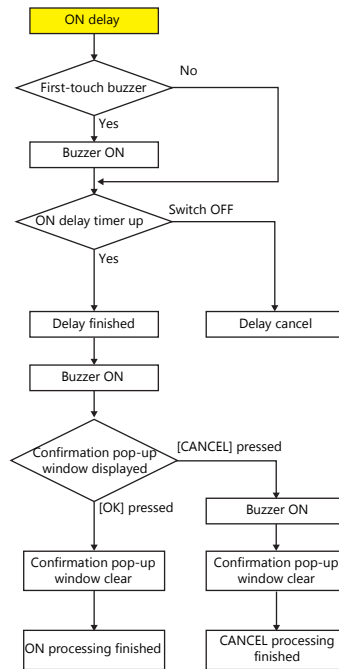 ON delay
No
First-touch buzzer
Yes
Buzzer ON
Switch OFF
ON delay timer up
Yes
Delay finished
Delay cancel
Buzzer ON
[CANCEL] pressed
Confirmation pop-up
window displayed
[OK] pressed
Buzzer ON
Confirmation pop-up
window clear
Confirmation pop-up
window clear
ON processing finished
CANCEL processing
finished